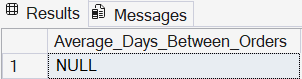 Results Messages
Average_Days_Between_Orders
1 NULL